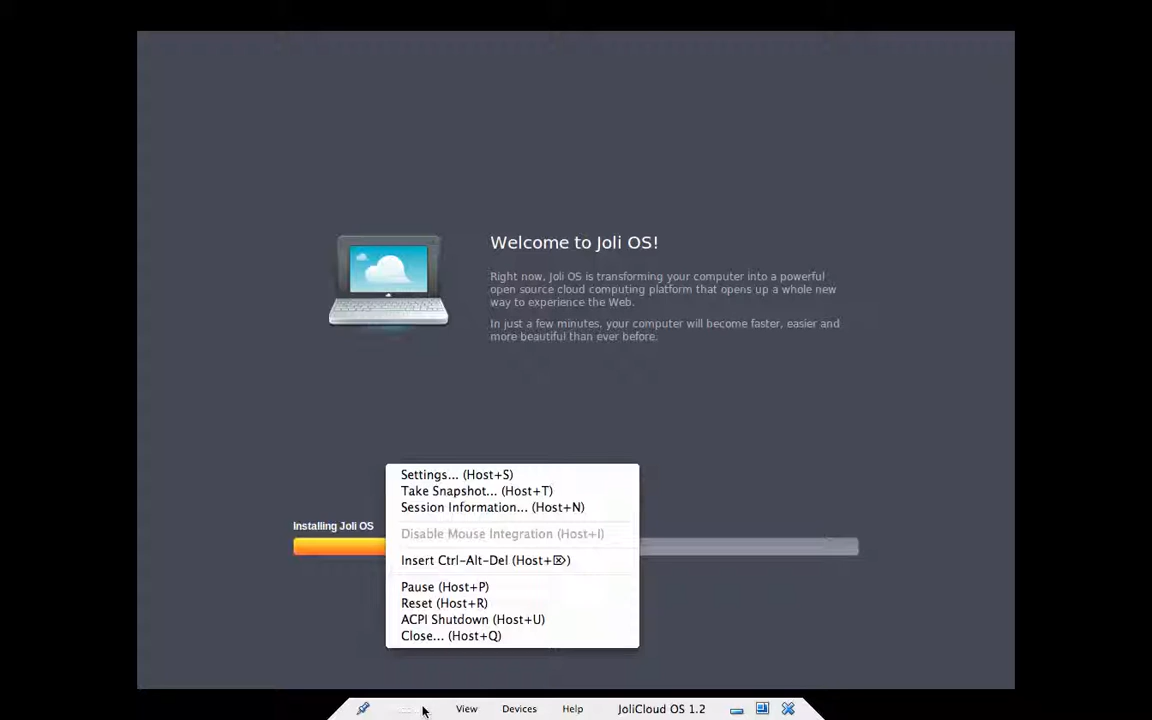 Welcome to Joli OS!
Right now, Joli OS is transforming your computer into a powerful
open source cloud computing platform that opens up a whole new
way to experience the Web.
In just a few minutes, your computer will become faster, easier and
more beautiful than ever before.
Installing Joli OS
Settings... (Host+S)
Take Snapshot... (Host+T)
Session Information... (Host+N)
Disable Mouse Integration (Host+I)
Insert Ctrl-Alt-Del (Host+⌦)
Pause (Host+P)
Reset (Host+R)
ACPI Shutdown (Host+U)
Close... (Host+Q)
View Devices Help JoliCloud OS 1.2